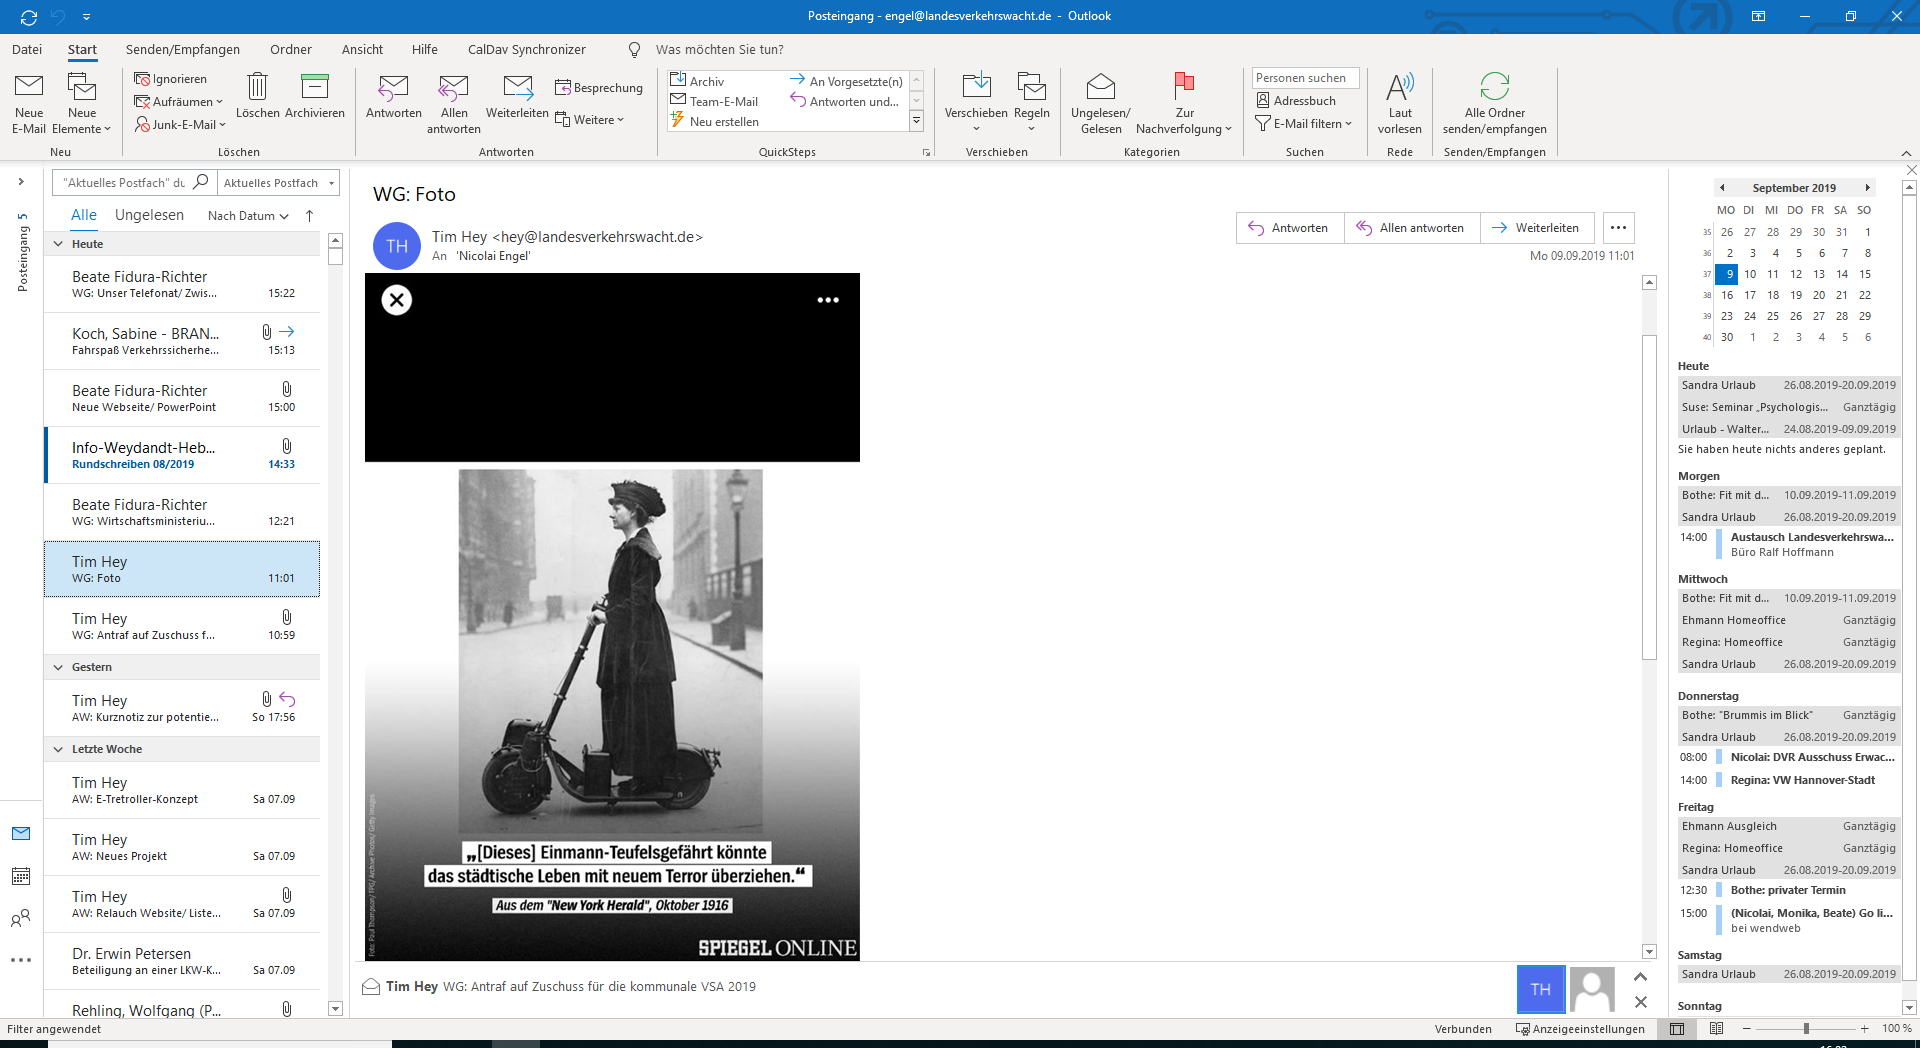 Posteingang - engel@landesverkehrswacht.de - Outlook
Datei Start Senden/Empfangen Ordner Ansicht Hilfe CalDav Synchronizer Was möchten Sie tun?
Neue E-Mail
Neue Elemente
Neu
Ignorieren
Aufräumen
Junk-E-Mail
Löschen
Archivieren
Löschen
Antworten
Allen antworten
Weiterleiten
Besprechung
Weitere
Antworten
Archiv
Team-E-Mail
Neu erstellen
An Vorgesetzte(n)
Antworten und...
QuickSteps
Verschieben
Regeln
Verschieben
Ungelesen/ Gelesen
Zur Nachverfolgung
Kategorien
Personen suchen
Adressbuch
E-Mail filtern
Suchen
Laut vorlesen
Rede
Alle Ordner senden/empfangen
Senden/Empfangen
Posteingang 5
"Aktuelles Postfach" du
Aktuelles Postfach
Alle Ungelesen Nach Datum
Heute
Beate Fidura-Richter
WG: Unser Telefonat/ Zwis... 15:22
Koch, Sabine - BRAN...
Fahrspaß Verkehrssicherhe... 15:13
Beate Fidura-Richter
Neue Webseite/ PowerPoint 15:00
Info-Weydandt-Heb...
Rundschreiben 08/2019 14:33
Beate Fidura-Richter
WG: Wirtschaftsministeriu... 12:21
Tim Hey
WG: Foto 11:01
Tim Hey
WG: Antraf auf Zuschuss f... 10:59
Gestern
Tim Hey
AW: Kurznotiz zur potentie... So 17:56
Letzte Woche
Tim Hey
AW: E-Tretroller-Konzept Sa 07.09
Tim Hey
AW: Neues Projekt Sa 07.09
Tim Hey
AW: Relauch Website/ Liste... Sa 07.09
Dr. Erwin Petersen
Beteiligung an einer LKW-K... Sa 07.09
Rehling, Wolfgang (P...
WG: Foto
TH
Tim Hey <hey@landesverkehrswacht.de>
An 'Nicolai Engel'
Antworten Allen antworten Weiterleiten
Mo 09.09.2019 11:01
Foto: Paul Thompson/ FPG/ Archive Photos/ Getty Images
„[Dieses] Einmann-Teufelsgefährt könnte
das städtische Leben mit neuem Terror überziehen.“
Aus dem "New York Herald", Oktober 1916
SPIEGEL ONLINE
Tim Hey WG: Antraf auf Zuschuss für die kommunale VSA 2019
TH
September 2019
MO DI MI DO FR SA SO
35 26 27 28 29 30 31 1
36 2 3 4 5 6 7 8
37 9 10 11 12 13 14 15
38 16 17 18 19 20 21 22
39 23 24 25 26 27 28 29
40 30 1 2 3 4 5 6
Heute
Sandra Urlaub 26.08.2019-20.09.2019
Suse: Seminar „Psychologis... Ganztägig
Urlaub - Walter... 24.08.2019-09.09.2019
Sie haben heute nichts anderes geplant.
Morgen
Bothe: Fit mit d... 10.09.2019-11.09.2019
Sandra Urlaub 26.08.2019-20.09.2019
14:00 Austausch Landesverkehrswa...
Büro Ralf Hoffmann
Mittwoch
Bothe: Fit mit d... 10.09.2019-11.09.2019
Ehmann Homeoffice Ganztägig
Regina: Homeoffice Ganztägig
Sandra Urlaub 26.08.2019-20.09.2019
Donnerstag
Bothe: "Brummis im Blick" Ganztägig
Sandra Urlaub 26.08.2019-20.09.2019
08:00 Nicolai: DVR Ausschuss Erwac...
14:00 Regina: VW Hannover-Stadt
Freitag
Ehmann Ausgleich Ganztägig
Regina: Homeoffice Ganztägig
Sandra Urlaub 26.08.2019-20.09.2019
12:30 Bothe: privater Termin
15:00 (Nicolai, Monika, Beate) Go li...
bei wendweb
Samstag
Sandra Urlaub 26.08.2019-20.09.2019
Sonntag
Filter angewendet
Verbunden Anzeigeeinstellungen 100 %